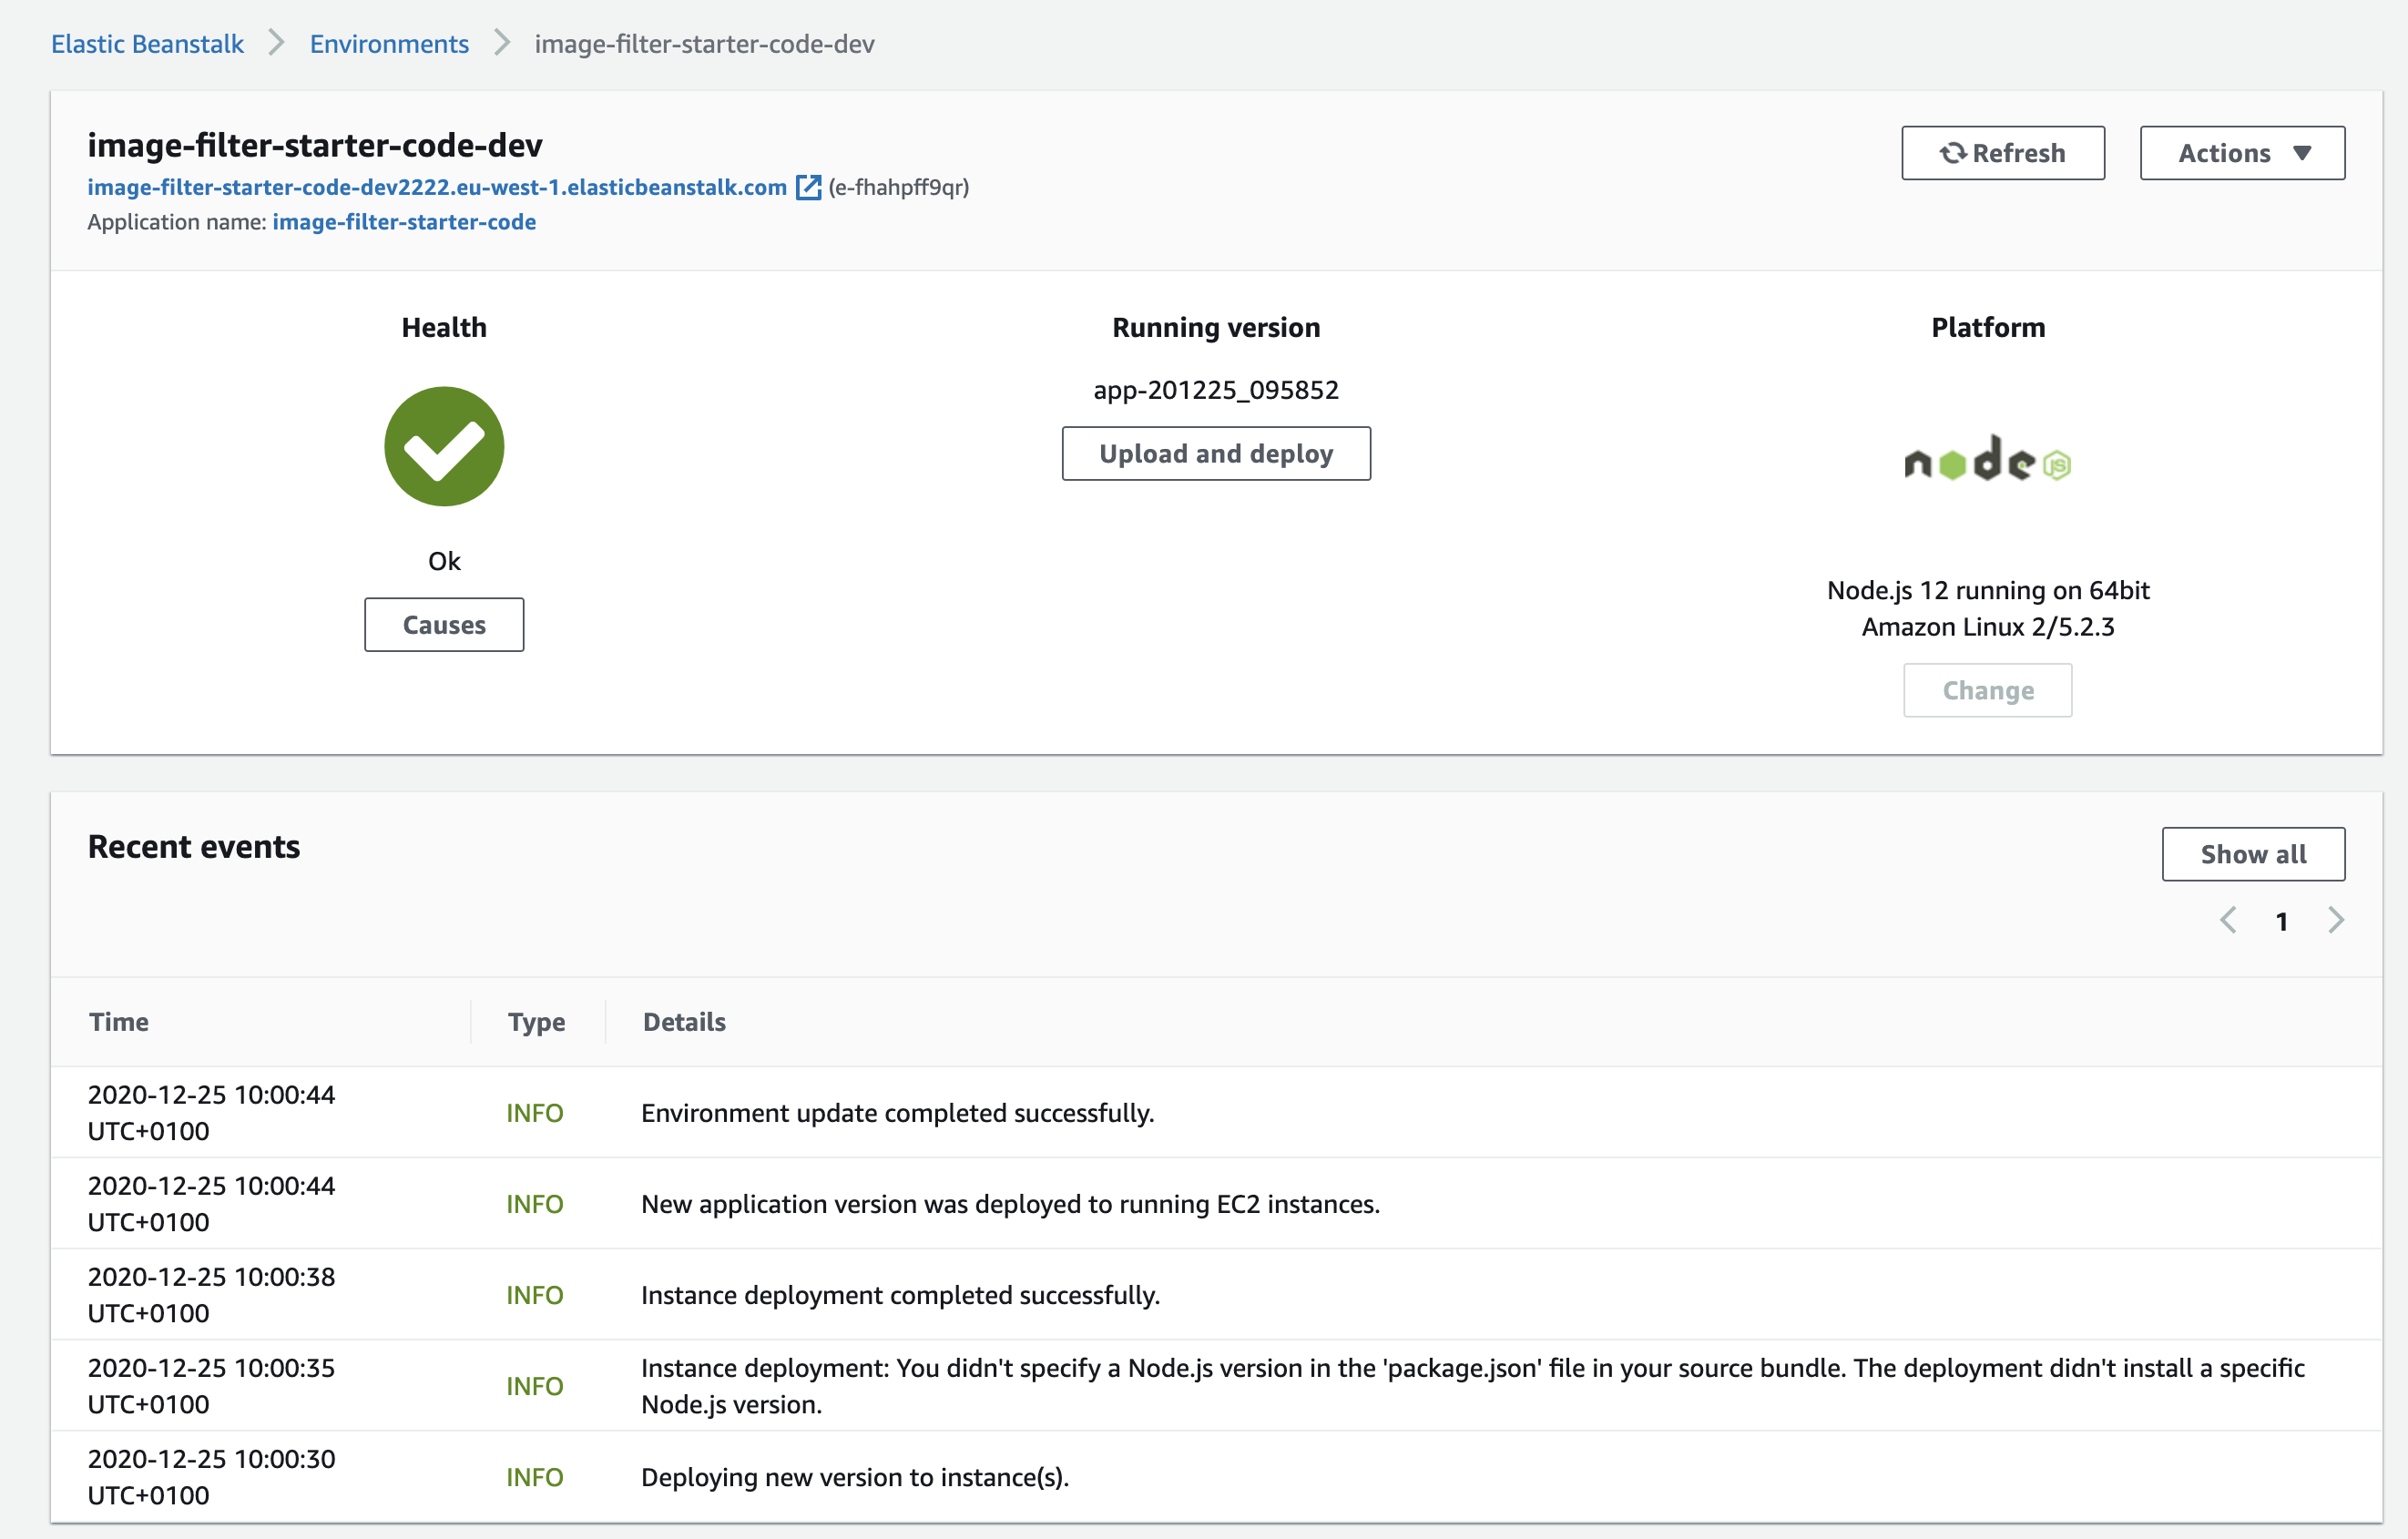 Elastic Beanstalk > Environments > image-filter-starter-code-dev
image-filter-starter-code-dev
Refresh
Actions ▼
image-filter-starter-code-dev2222.eu-west-1.elasticbeanstalk.com (e-fhahpff9qr)
Application name: image-filter-starter-code
Health
Running version
Platform
app-201225_095852
Upload and deploy
node JS
Ok
Causes
Node.js 12 running on 64bit
Amazon Linux 2/5.2.3
Change
Recent events
Show all
< 1 >
Time Type Details
2020-12-25 10:00:44
UTC+0100
INFO
Environment update completed successfully.
2020-12-25 10:00:44
UTC+0100
INFO
New application version was deployed to running EC2 instances.
2020-12-25 10:00:38
UTC+0100
INFO
Instance deployment completed successfully.
2020-12-25 10:00:35
UTC+0100
INFO
Instance deployment: You didn't specify a Node.js version in the 'package.json' file in your source bundle. The deployment didn't install a specific
Node.js version.
2020-12-25 10:00:30
UTC+0100
INFO
Deploying new version to instance(s).